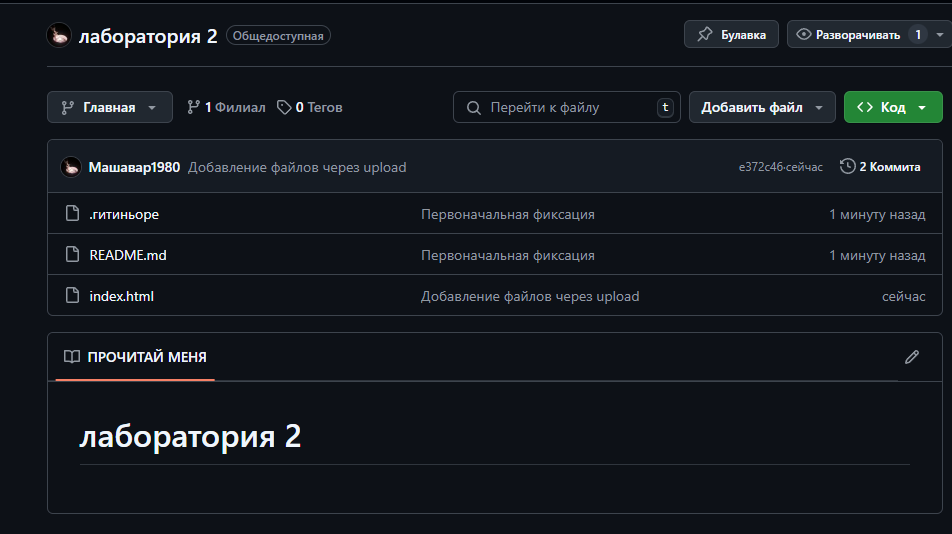 лаборатория 2 Общедоступная Булавка Разворачивать 1
Главная 1 Филиал 0 Тегов Перейти к файлу t Добавить файл Код
Машавар1980 Добавление файлов через upload e372c46·сейчас 2 Коммита
.гитиньоре Первоначальная фиксация 1 минуту назад
README.md Первоначальная фиксация 1 минуту назад
index.html Добавление файлов через upload сейчас
ПРОЧИТАЙ МЕНЯ
лаборатория 2